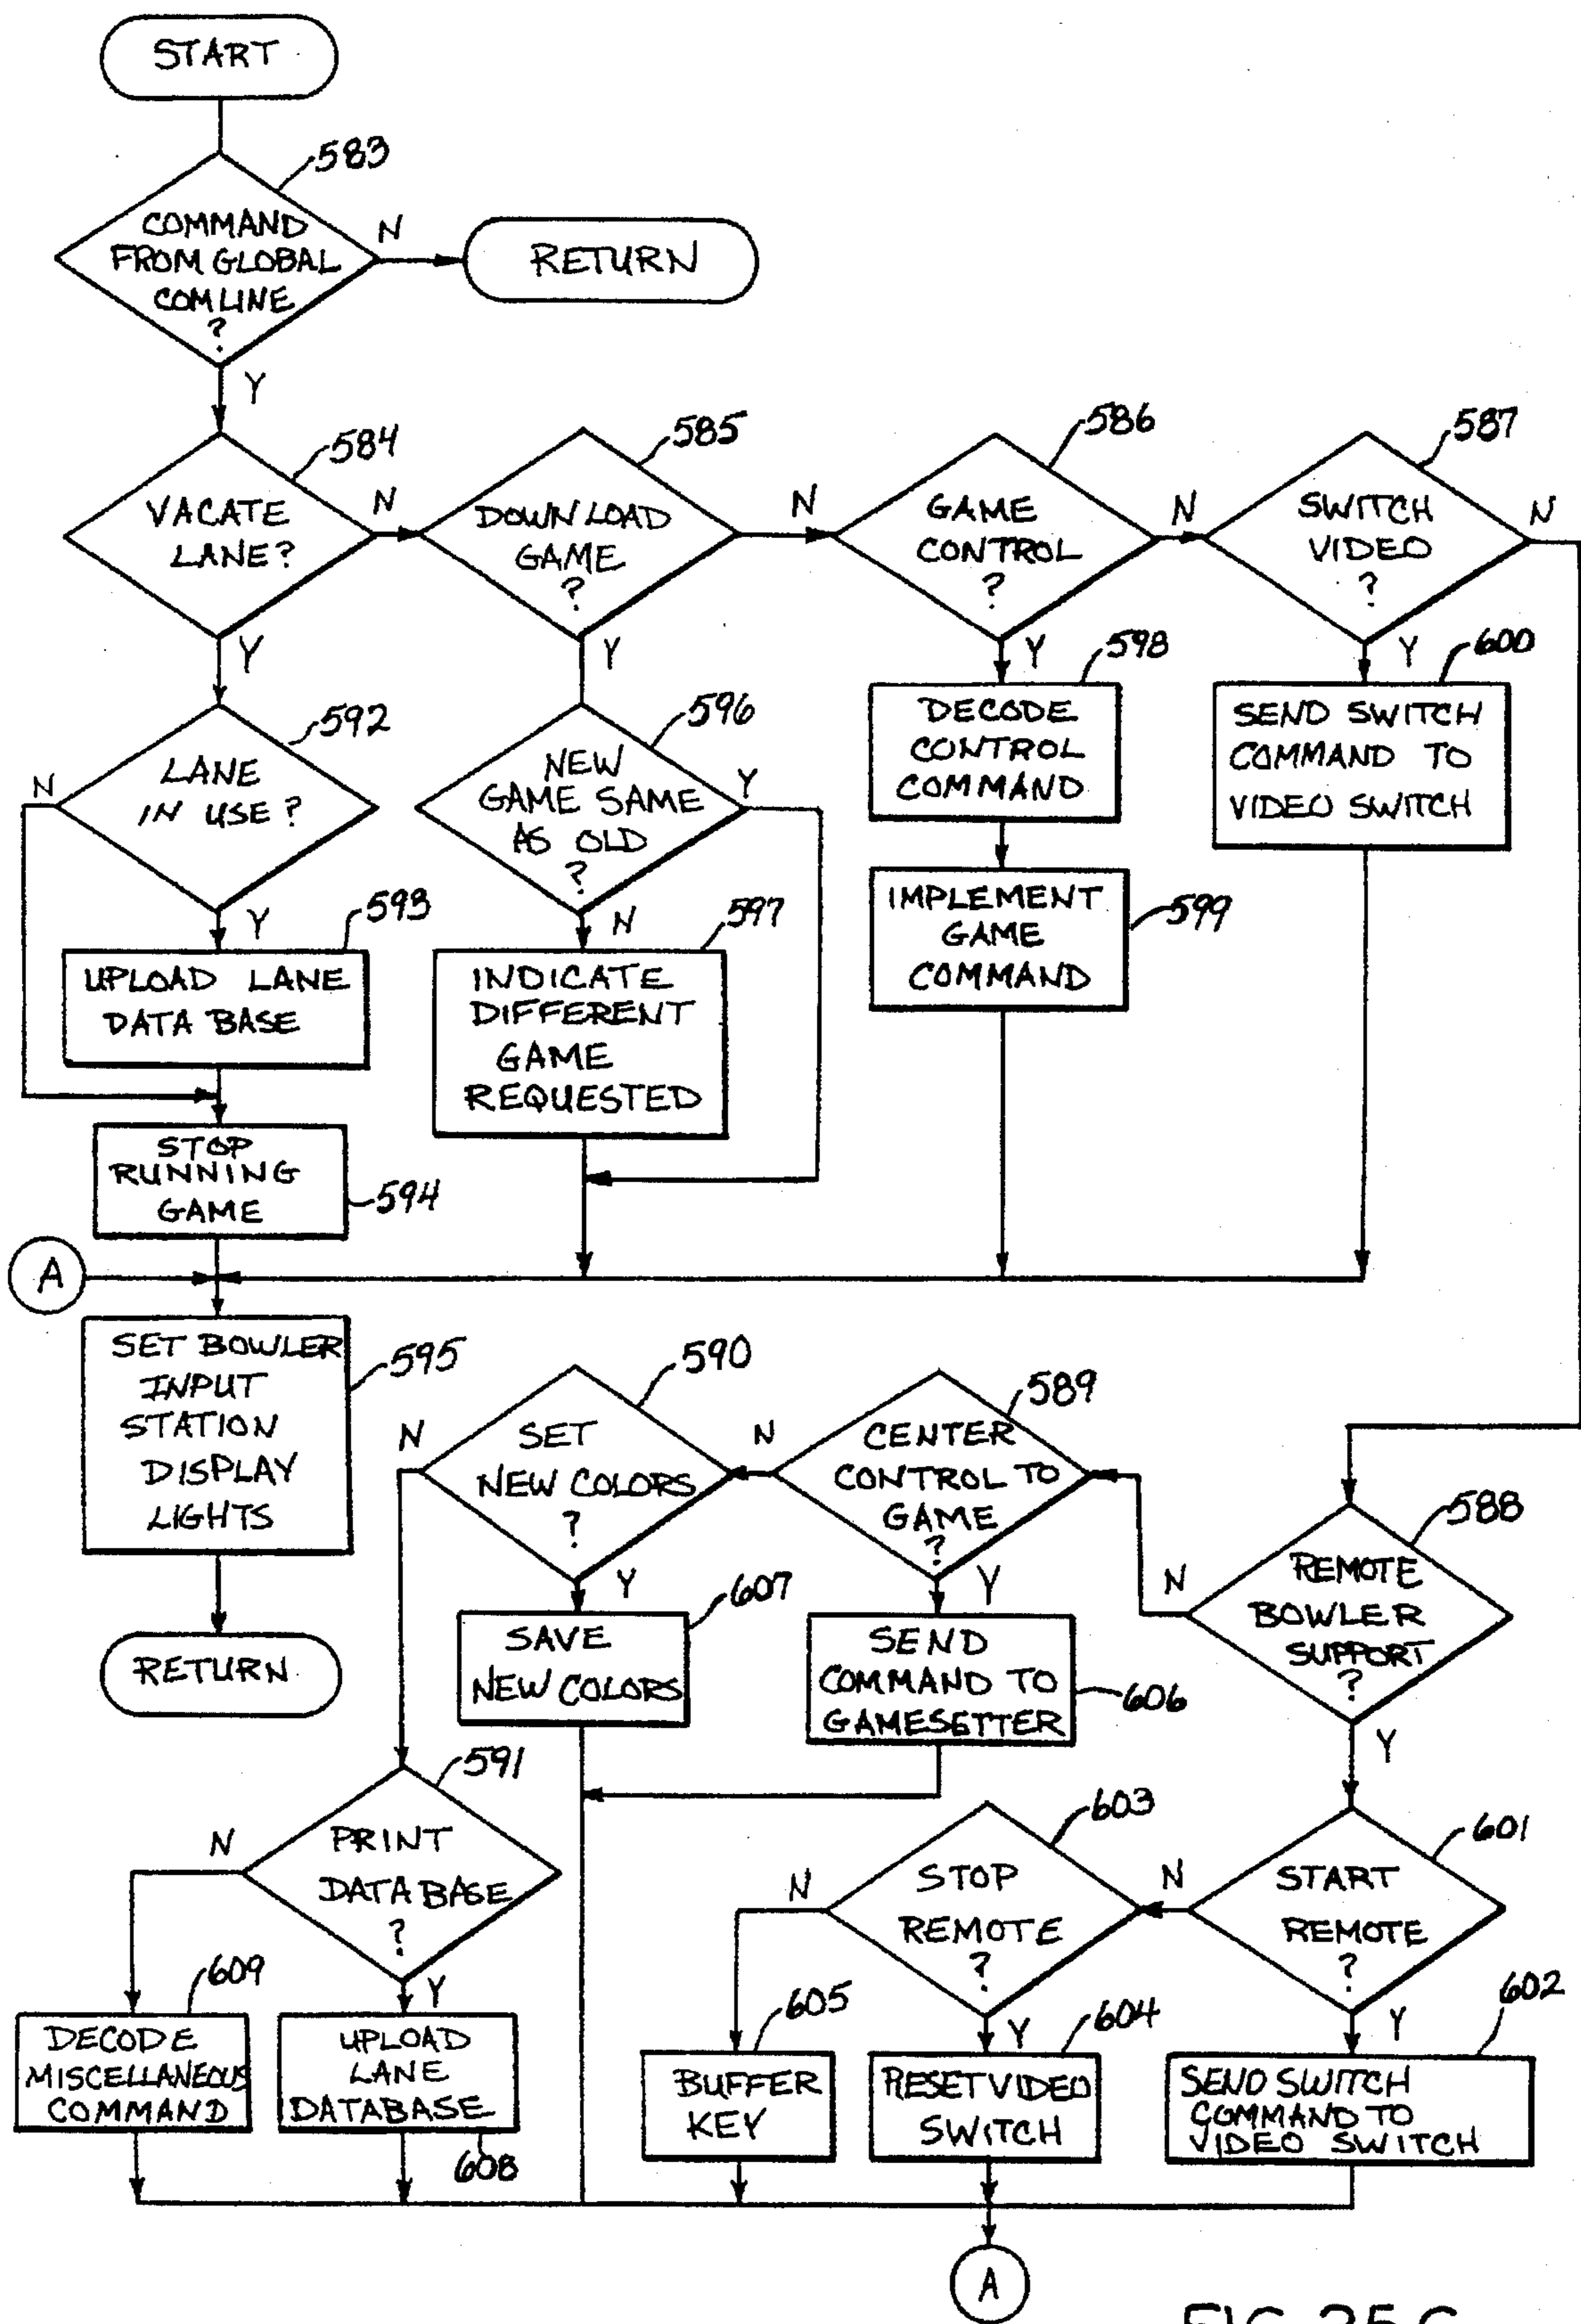 START
583
COMMAND
FROM GLOBAL
COMLINE
?
N
RETURN
Y
584
VACATE
LANE?
N
Y
585
DOWNLOAD
GAME
?
N
Y
586
GAME
CONTROL
?
N
Y
587
SWITCH
VIDEO
?
N
Y
592
LANE
IN USE?
N
Y
596
NEW
GAME SAME
AS OLD
?
Y
N
598
DECODE
CONTROL
COMMAND
600
SEND SWITCH
COMMAND TO
VIDEO SWITCH
593
UPLOAD LANE
DATA BASE
597
INDICATE
DIFFERENT
GAME
REQUESTED
IMPLEMENT
GAME
COMMAND
599
STOP
RUNNING
GAME
594
A
SET BOWLER
INPUT
STATION
DISPLAY
LIGHTS
595
RETURN
590
SET
NEW COLORS
?
N
Y
589
CENTER
CONTROL TO
GAME
?
N
Y
588
REMOTE
BOWLER
SUPPORT
?
N
Y
607
SAVE
NEW COLORS
SEND
COMMAND TO
GAMESETTER
606
591
PRINT
DATA BASE
?
N
Y
603
STOP
REMOTE
?
N
Y
601
START
REMOTE
?
N
Y
609
DECODE
MISCELLANEOUS
COMMAND
UPLOAD
LANE
DATABASE
608
605
BUFFER
KEY
604
RESET VIDEO
SWITCH
602
SEND SWITCH
COMMAND TO
VIDEO SWITCH
A